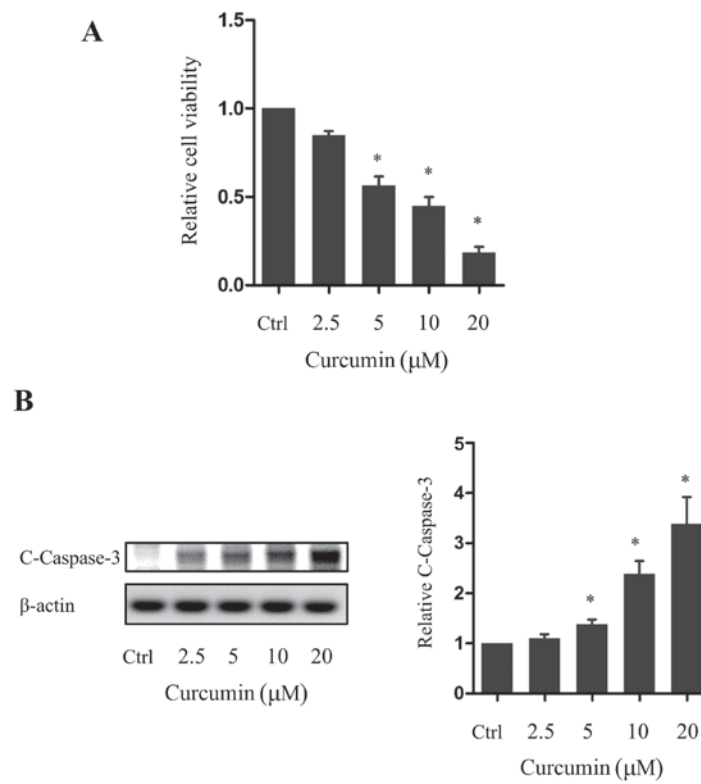 A
Relative cell viability
1.5
1.0
0.5
0.0
* * *
Ctrl 2.5 5 10 20
Curcumin (μM)
B
C-Caspase-3
β-actin
Ctrl 2.5 5 10 20
Curcumin (μM)
Relative C-Caspase-3
5
4
3
2
1
0
* * *
Ctrl 2.5 5 10 20
Curcumin (μM)